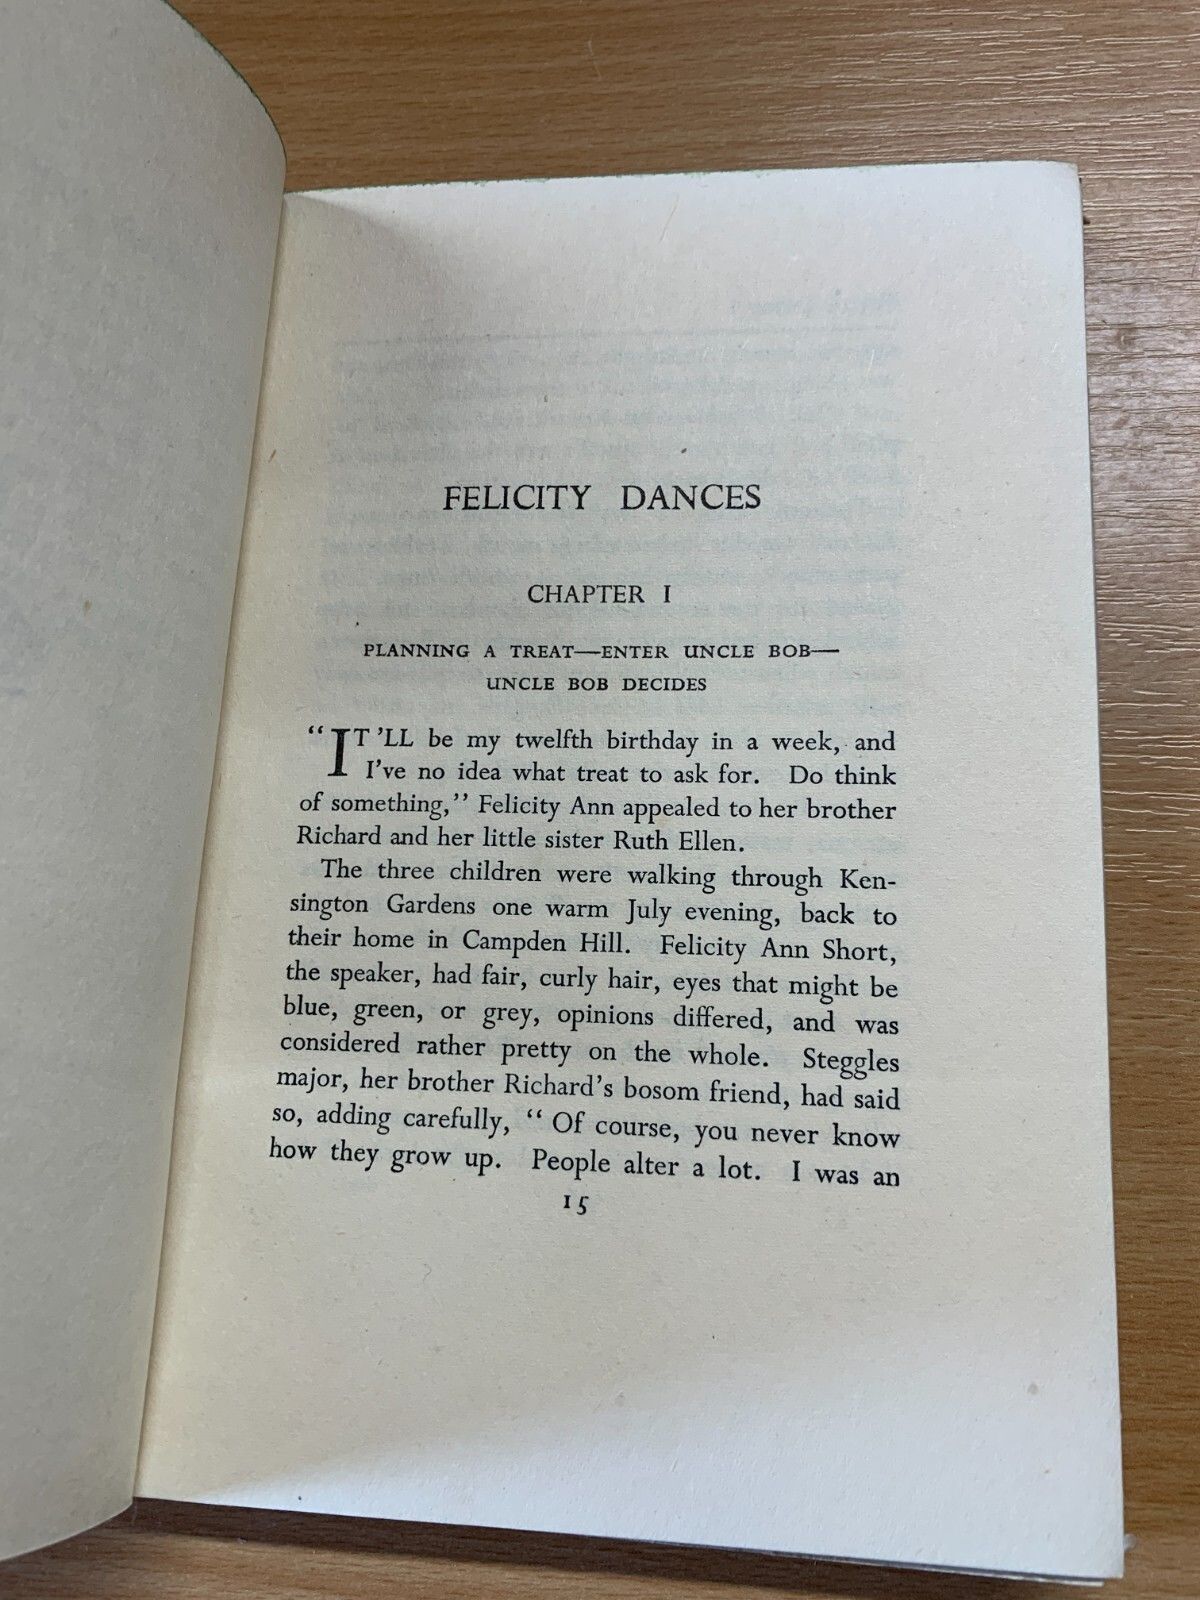 FELICITY DANCES
CHAPTER I
PLANNING A TREAT—ENTER UNCLE BOB—
UNCLE BOB DECIDES
“IT ’LL be my twelfth birthday in a week, and
I’ve no idea what treat to ask for. Do think
of something,” Felicity Ann appealed to her brother
Richard and her little sister Ruth Ellen.
The three children were walking through Ken-
sington Gardens one warm July evening, back to
their home in Campden Hill. Felicity Ann Short,
the speaker, had fair, curly hair, eyes that might be
blue, green, or grey, opinions differed, and was
considered rather pretty on the whole. Steggles
major, her brother Richard’s bosom friend, had said
so, adding carefully, “Of course, you never know
how they grow up. People alter a lot. I was an
15